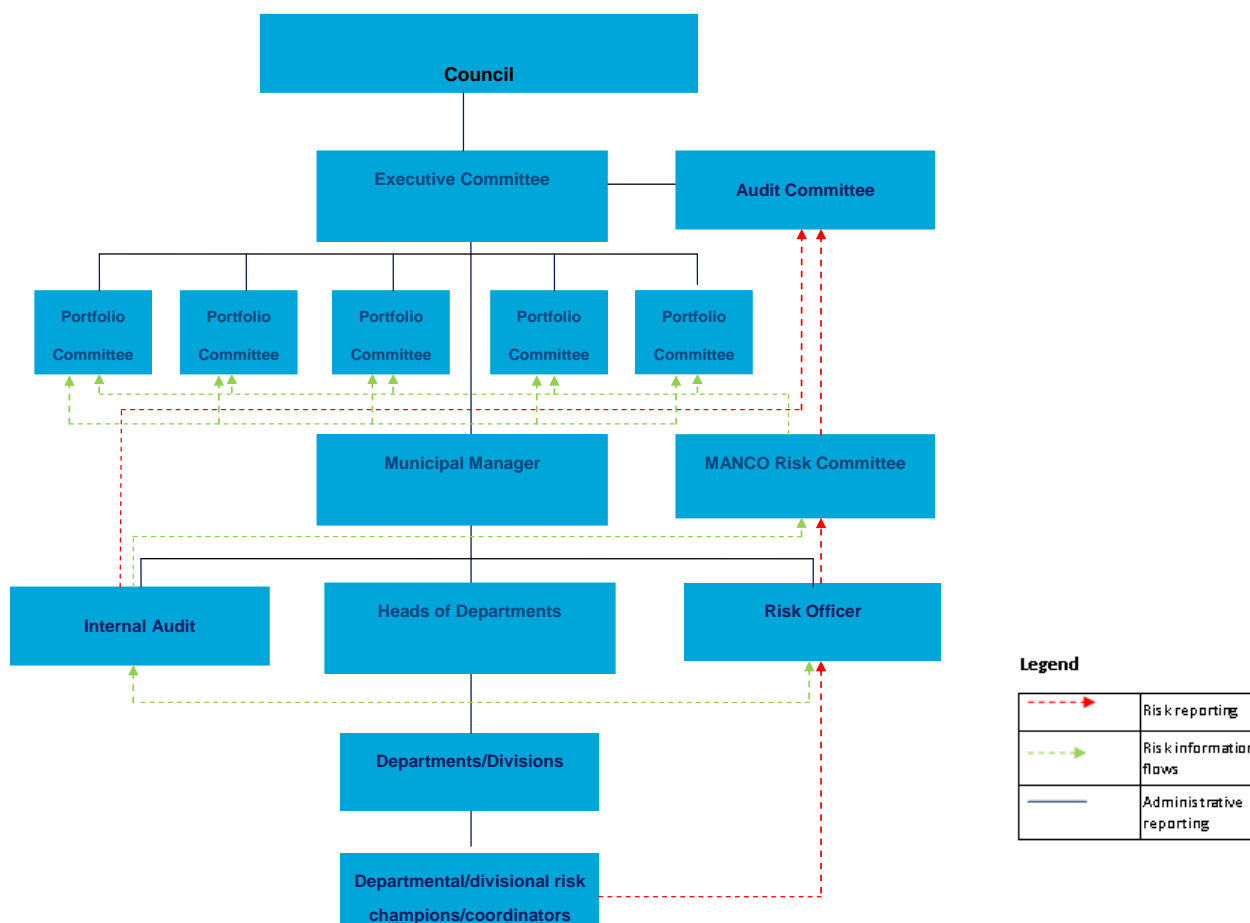 Council
Executive Committee
Audit Committee
Portfolio
Committee
Portfolio
Committee
Portfolio
Committee
Portfolio
Committee
Portfolio
Committee
Municipal Manager
MANCO Risk Committee
Internal Audit
Heads of Departments
Risk Officer
Departments/Divisions
Departmental/divisional risk
champions/coordinators
Legend
Risk reporting
Risk information
flows
Administrative
reporting